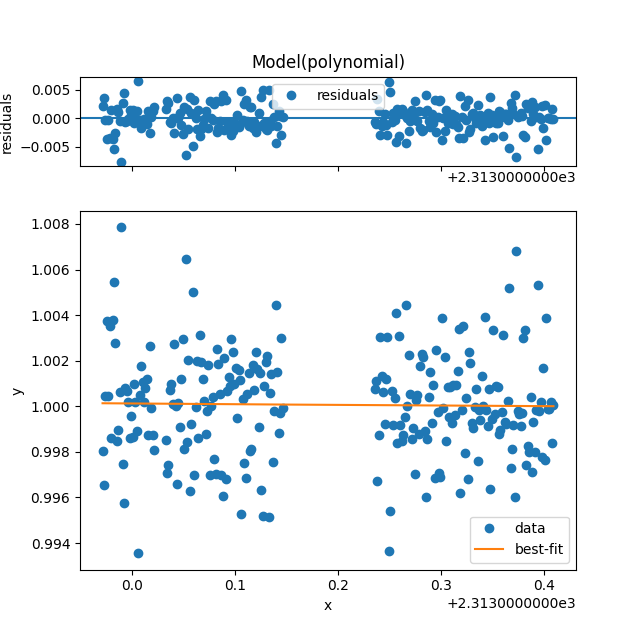 Model(polynomial)
residuals
0.005
0.000
−0.005
residuals
+2.3130000000e3
y
1.008
1.006
1.004
1.002
1.000
0.998
0.996
0.994
data
best-fit
0.0 0.1 0.2 0.3 0.4
x
+2.3130000000e3